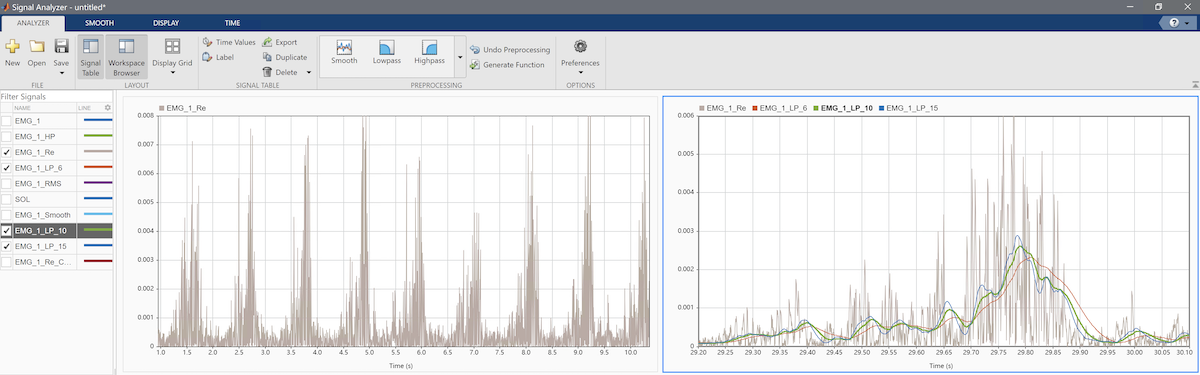 Signal Analyzer - untitled*
ANALYZER SMOOTH DISPLAY TIME
New Open Save Signal Table Workspace Browser Display Grid Time Values Label Export Duplicate Delete Smooth Lowpass Highpass Undo Preprocessing Generate Function Preferences
FILE LAYOUT SIGNAL TABLE PREPROCESSING OPTIONS
Filter Signals
NAME LINE
EMG_1
EMG_1_HP
EMG_1_Re
EMG_1_LP_6
EMG_1_RMS
SOL
EMG_1_Smooth
EMG_1_LP_10
EMG_1_LP_15
EMG_1_Re_C...
EMG_1_Re
0.008
0.007
0.006
0.005
0.004
0.003
0.002
0.001
0
1.0 1.5 2.0 2.5 3.0 3.5 4.0 4.5 5.0 5.5 6.0 6.5 7.0 7.5 8.0 8.5 9.0 9.5 10.0
Time (s)
EMG_1_Re EMG_1_LP_6 EMG_1_LP_10 EMG_1_LP_15
0.006
0.005
0.004
0.003
0.002
0.001
0
29.20 29.25 29.30 29.35 29.40 29.45 29.50 29.55 29.60 29.65 29.70 29.75 29.80 29.85 29.90 29.95 30.00 30.05 30.10
Time (s)